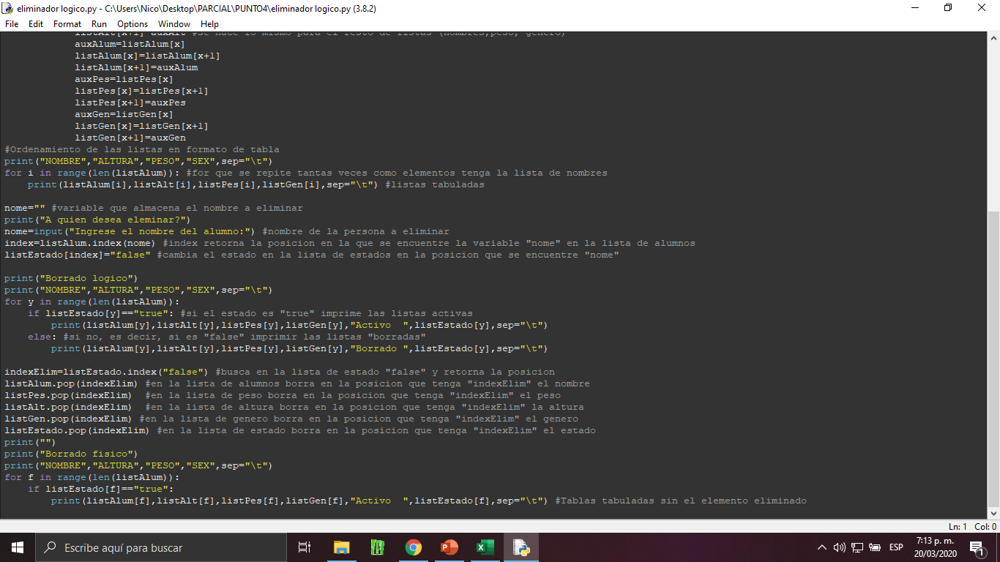 eliminador logico.py - C:\Users\Nico\Desktop\PARCIAL\PUNTO4\eliminador logico.py (3.8.2)
File Edit Format Run Options Window Help
listAlt[x+1]=auxAlt #se hace lo mismo para el resto de listas (nombres,peso, genero)
auxAlum=listAlum[x]
listAlum[x]=listAlum[x+1]
listAlum[x+1]=auxAlum
auxPes=listPes[x]
listPes[x]=listPes[x+1]
listPes[x+1]=auxPes
auxGen=listGen[x]
listGen[x]=listGen[x+1]
listGen[x+1]=auxGen
#Ordenamiento de las listas en formato de tabla
print("NOMBRE","ALTURA","PESO","SEX",sep="\t")
for i in range(len(listAlum)): #for que se repite tantas veces como elementos tenga la lista de nombres
    print(listAlum[i],listAlt[i],listPes[i],listGen[i],sep="\t") #listas tabuladas
nome="" #variable que almacena el nombre a eliminar
print("A quien desea eleminar?")
nome=input("Ingrese el nombre del alumno:") #nombre de la persona a eliminar
index=listAlum.index(nome) #index retorna la posicion en la que se encuentre la variable "nome" en la lista de alumnos
listEstado[index]="false" #cambia el estado en la lista de estados en la posicion que se encuentre "nome"
print("Borrado logico")
print("NOMBRE","ALTURA","PESO","SEX",sep="\t")
for y in range(len(listAlum)):
    if listEstado[y]=="true": #si el estado es "true" imprime las listas activas
        print(listAlum[y],listAlt[y],listPes[y],listGen[y],"Activo  ",listEstado[y],sep="\t")
    else: #si no, es decir, si es "false" imprimir las listas "borradas"
        print(listAlum[y],listAlt[y],listPes[y],listGen[y],"Borrado ",listEstado[y],sep="\t")
indexElim=listEstado.index("false") #busca en la lista de estado "false" y retorna la posicion
listAlum.pop(indexElim) #en la lista de alumnos borra en la posicion que tenga "indexElim" el nombre
listPes.pop(indexElim)  #en la lista de peso borra en la posicion que tenga "indexElim" el peso
listAlt.pop(indexElim)  #en la lista de altura borra en la posicion que tenga "indexElim" la altura
listGen.pop(indexElim) #en la lista de genero borra en la posicion que tenga "indexElim" el genero
listEstado.pop(indexElim) #en la lista de estado borra en la posicion que tenga "indexElim" el estado
print("")
print("Borrado fisico")
print("NOMBRE","ALTURA","PESO","SEX",sep="\t")
for f in range(len(listAlum)):
    if listEstado[f]=="true":
        print(listAlum[f],listAlt[f],listPes[f],listGen[f],"Activo  ",listEstado[f],sep="\t") #Tablas tabuladas sin el elemento eliminado
Ln: 1 Col: 0
Escribe aquí para buscar
ESP
7:13 p. m.
20/03/2020
1